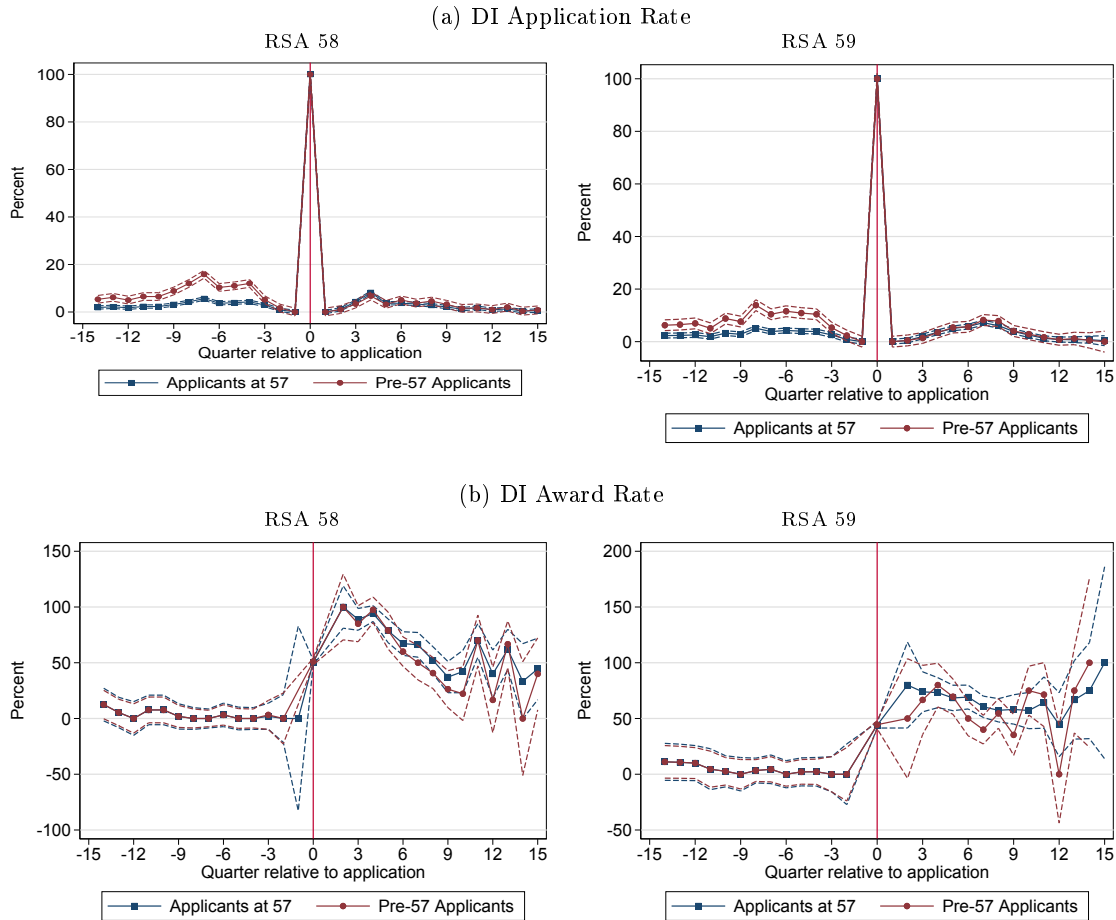 (a) DI Application Rate
RSA 58
RSA 59
100
80
60
40
20
0
Percent
-15 -12 -9 -6 -3 0 3 6 9 12 15
Quarter relative to application
Applicants at 57 Pre-57 Applicants
100
80
60
40
20
0
Percent
-15 -12 -9 -6 -3 0 3 6 9 12 15
Quarter relative to application
Applicants at 57 Pre-57 Applicants
(b) DI Award Rate
RSA 58
RSA 59
150
100
50
0
-50
-100
Percent
-15 -12 -9 -6 -3 0 3 6 9 12 15
Quarter relative to application
Applicants at 57 Pre-57 Applicants
200
150
100
50
0
-50
Percent
-15 -12 -9 -6 -3 0 3 6 9 12 15
Quarter relative to application
Applicants at 57 Pre-57 Applicants